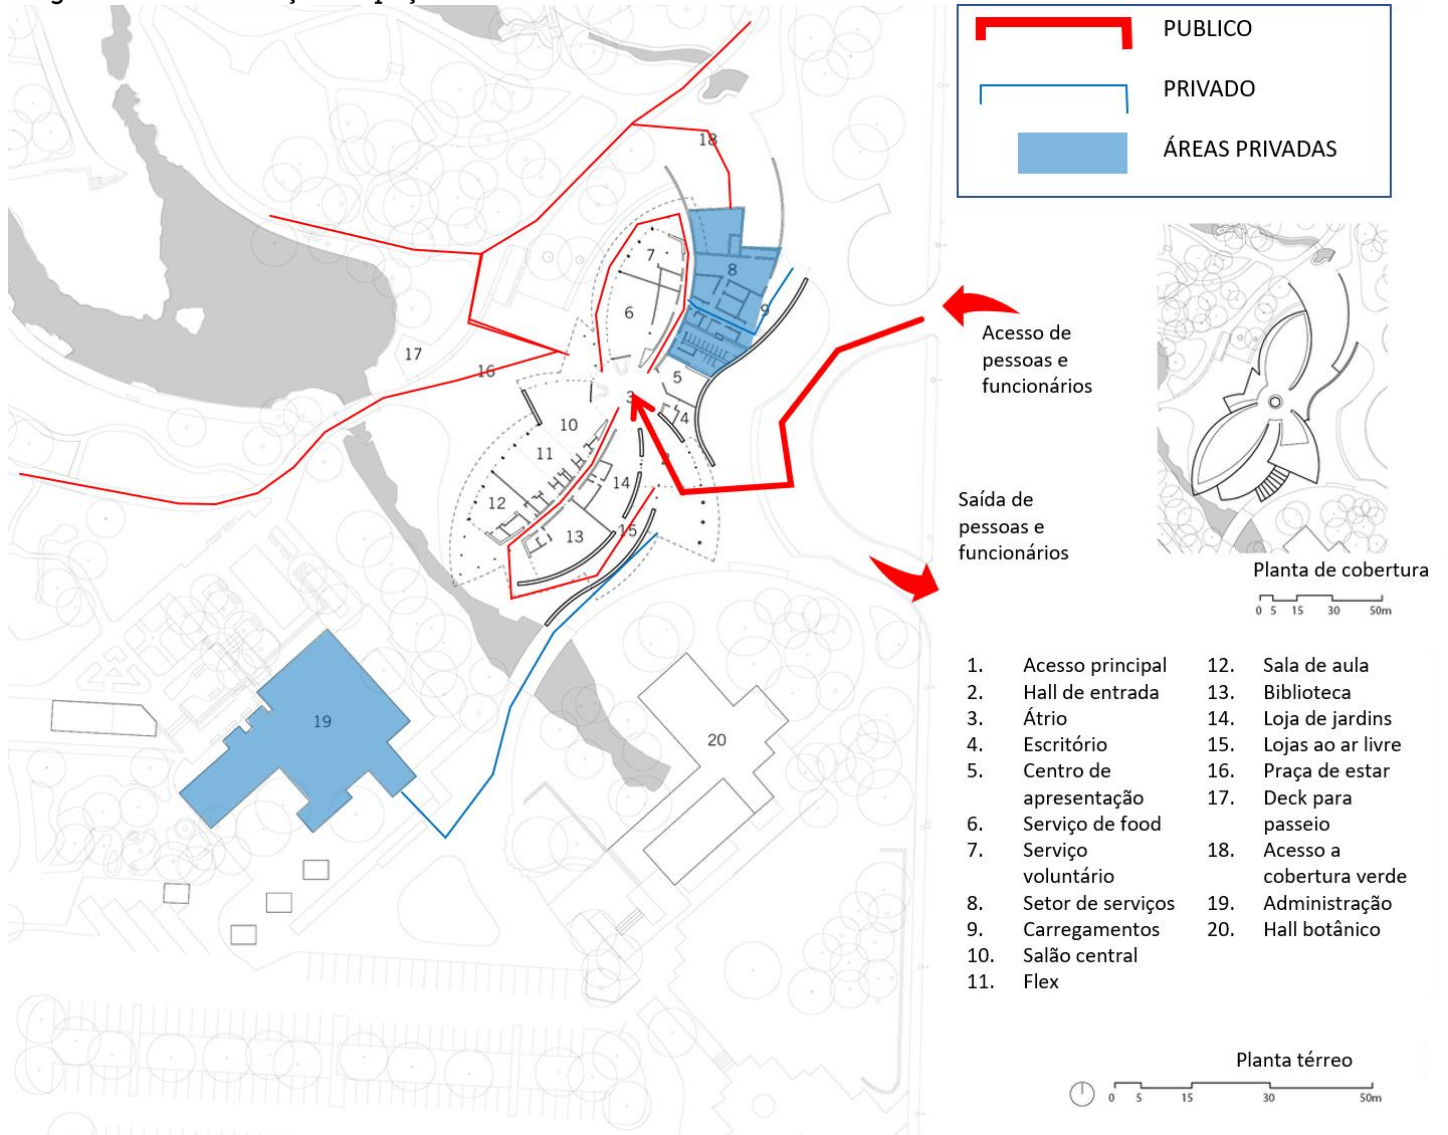 PUBLICO
PRIVADO
ÁREAS PRIVADAS
18
7
8
6
9
17
16
5
3
4
10
2
11
14
12
15
13
19
20
Acesso de
pessoas e
funcionários
Saída de
pessoas e
funcionários
Planta de cobertura
0 5 15 30 50m
1. Acesso principal
2. Hall de entrada
3. Átrio
4. Escritório
5. Centro de
apresentação
6. Serviço de food
7. Serviço
voluntário
8. Setor de serviços
9. Carregamentos
10. Salão central
11. Flex
12. Sala de aula
13. Biblioteca
14. Loja de jardins
15. Lojas ao ar livre
16. Praça de estar
17. Deck para
passeio
18. Acesso a
cobertura verde
19. Administração
20. Hall botânico
Planta térreo
0 5 15 30 50m